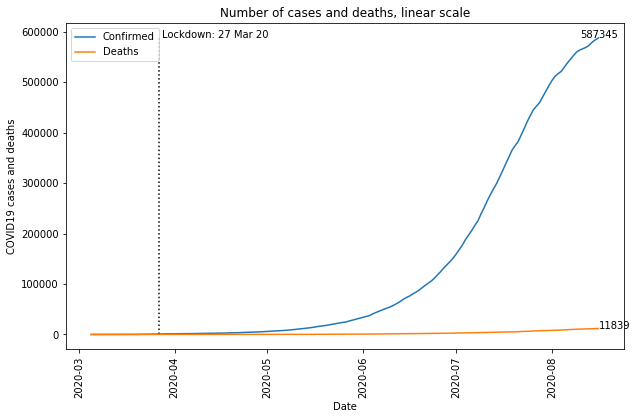 Number of cases and deaths, linear scale
Confirmed
Deaths
Lockdown: 27 Mar 20
587345
600000
500000
400000
300000
200000
100000
0
COVID19 cases and deaths
11839
2020-03
2020-04
2020-05
2020-06
2020-07
2020-08
Date